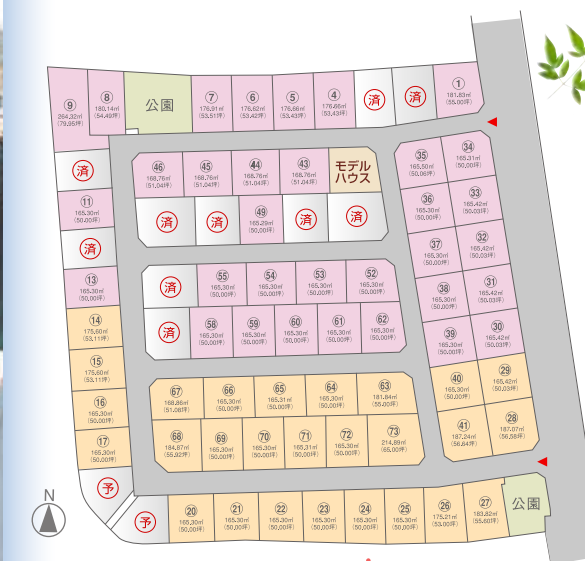 ⑨
264.32㎡
(79.95坪)
⑧
180.14㎡
(54.49坪)
公園
⑦
176.91㎡
(53.51坪)
⑥
176.62㎡
(53.42坪)
⑤
176.66㎡
(53.43坪)
④
176.66㎡
(53.43坪)
済
済
①
181.83㎡
(55.00坪)
済
⑪
165.30㎡
(50.00坪)
済
⑬
165.30㎡
(50.00坪)
⑭
175.60㎡
(53.11坪)
⑮
175.60㎡
(53.11坪)
⑯
165.30㎡
(50.00坪)
⑰
165.30㎡
(50.00坪)
予
予
㊻
168.76㎡
(51.04坪)
㊺
168.76㎡
(51.04坪)
㊹
168.76㎡
(51.04坪)
㊸
168.76㎡
(51.04坪)
モデル
ハウス
済
済
㊾
165.29㎡
(50.00坪)
済
済
済
55
165.30㎡
(50.00坪)
54
165.30㎡
(50.00坪)
53
165.30㎡
(50.00坪)
52
165.30㎡
(50.00坪)
済
58
165.30㎡
(50.00坪)
59
165.30㎡
(50.00坪)
60
165.30㎡
(50.00坪)
61
165.30㎡
(50.00坪)
62
165.30㎡
(50.00坪)
67
168.86㎡
(51.08坪)
66
165.30㎡
(50.00坪)
65
165.31㎡
(50.00坪)
64
165.30㎡
(50.00坪)
63
181.84㎡
(55.00坪)
68
184.87㎡
(55.92坪)
69
165.30㎡
(50.00坪)
70
165.30㎡
(50.00坪)
71
165.31㎡
(50.00坪)
72
165.30㎡
(50.00坪)
73
214.89㎡
(65.00坪)
㉟
165.50㎡
(50.06坪)
㉞
165.31㎡
(50.00坪)
㊱
165.30㎡
(50.00坪)
㉝
165.42㎡
(50.03坪)
㊲
165.30㎡
(50.00坪)
㉜
165.42㎡
(50.03坪)
㊳
165.30㎡
(50.00坪)
㉛
165.42㎡
(50.03坪)
㊴
165.30㎡
(50.00坪)
㉚
165.42㎡
(50.03坪)
㊵
165.30㎡
(50.00坪)
㉙
165.42㎡
(50.03坪)
㊶
187.24㎡
(56.64坪)
㉘
187.07㎡
(56.58坪)
⑳
165.30㎡
(50.00坪)
㉑
165.30㎡
(50.00坪)
㉒
165.30㎡
(50.00坪)
㉓
165.30㎡
(50.00坪)
㉔
165.30㎡
(50.00坪)
㉕
165.30㎡
(50.00坪)
㉖
175.21㎡
(53.00坪)
㉗
183.82㎡
(55.60坪)
公園
N